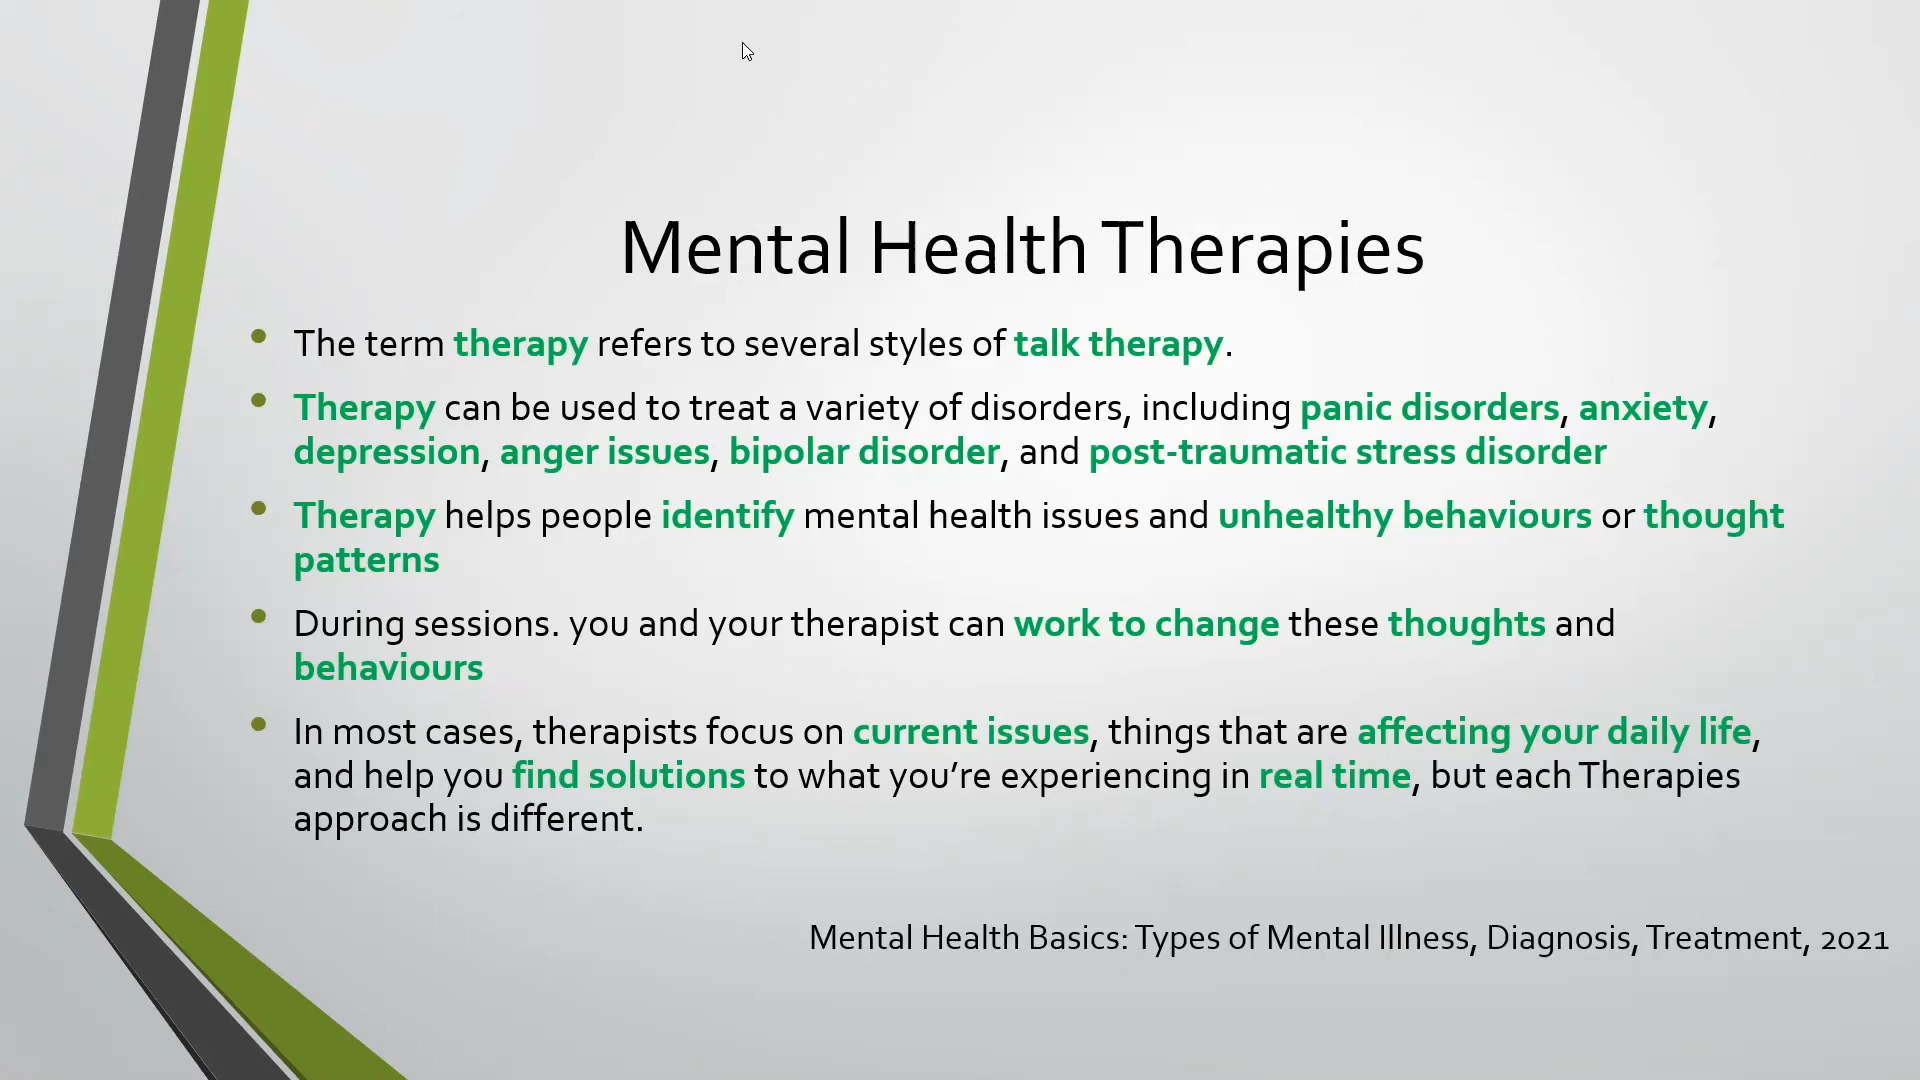 Mental Health Therapies
• The term therapy refers to several styles of talk therapy.
• Therapy can be used to treat a variety of disorders, including panic disorders, anxiety,
depression, anger issues, bipolar disorder, and post-traumatic stress disorder
• Therapy helps people identify mental health issues and unhealthy behaviours or thought
patterns
• During sessions. you and your therapist can work to change these thoughts and
behaviours
• In most cases, therapists focus on current issues, things that are affecting your daily life,
and help you find solutions to what you’re experiencing in real time, but each Therapies
approach is different.
Mental Health Basics: Types of Mental Illness, Diagnosis, Treatment, 2021